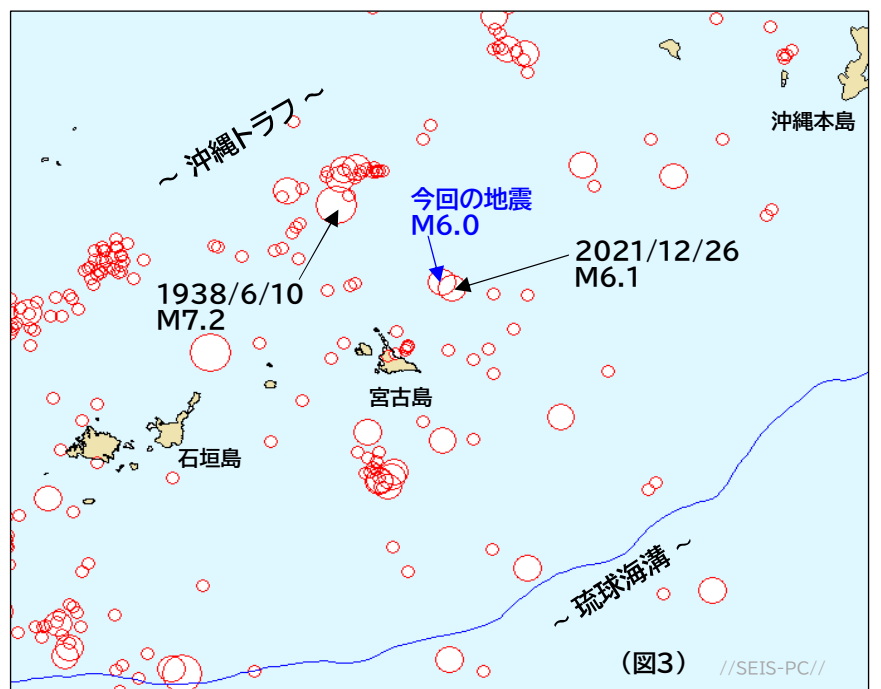 ～ 沖縄トラフ ～
沖縄本島
今回の地震
M6.0
2021/12/26
M6.1
1938/6/10
M7.2
宮古島
石垣島
～ 琉球海溝 ～
（図3）
//SEIS-PC//